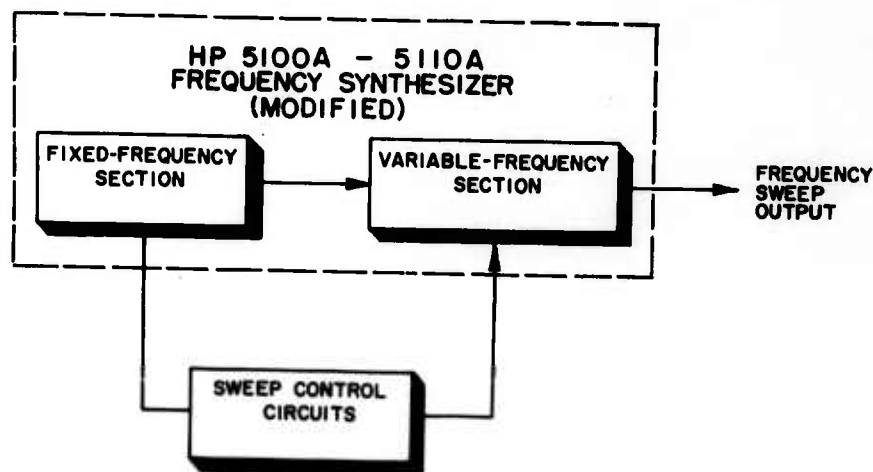 HP 5100A - 5110A
FREQUENCY SYNTHESIZER
(MODIFIED)
FIXED-FREQUENCY
SECTION
VARIABLE-FREQUENCY
SECTION
FREQUENCY
SWEEP
OUTPUT
SWEEP CONTROL
CIRCUITS